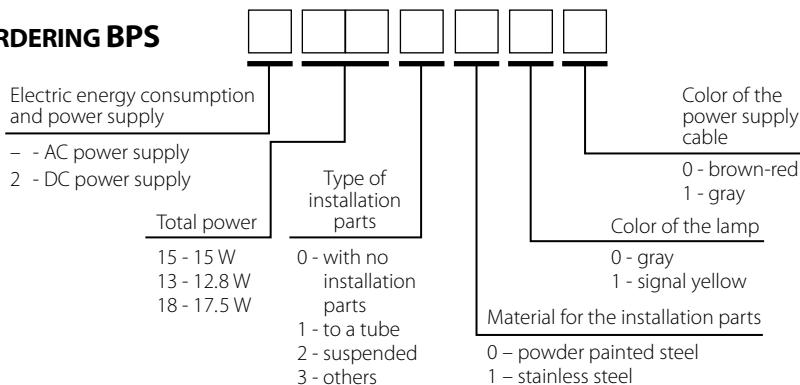 RDERING BPS
Electric energy consumption
and power supply
– - AC power supply
2 - DC power supply
Total power
15 - 15 W
13 - 12.8 W
18 - 17.5 W
Type of
installation
parts
0 - with no
installation
parts
1 - to a tube
2 - suspended
3 - others
Material for the installation parts
0 – powder painted steel
1 – stainless steel
Color of the lamp
0 - gray
1 - signal yellow
Color of the
power supply
cable
0 - brown-red
1 - gray